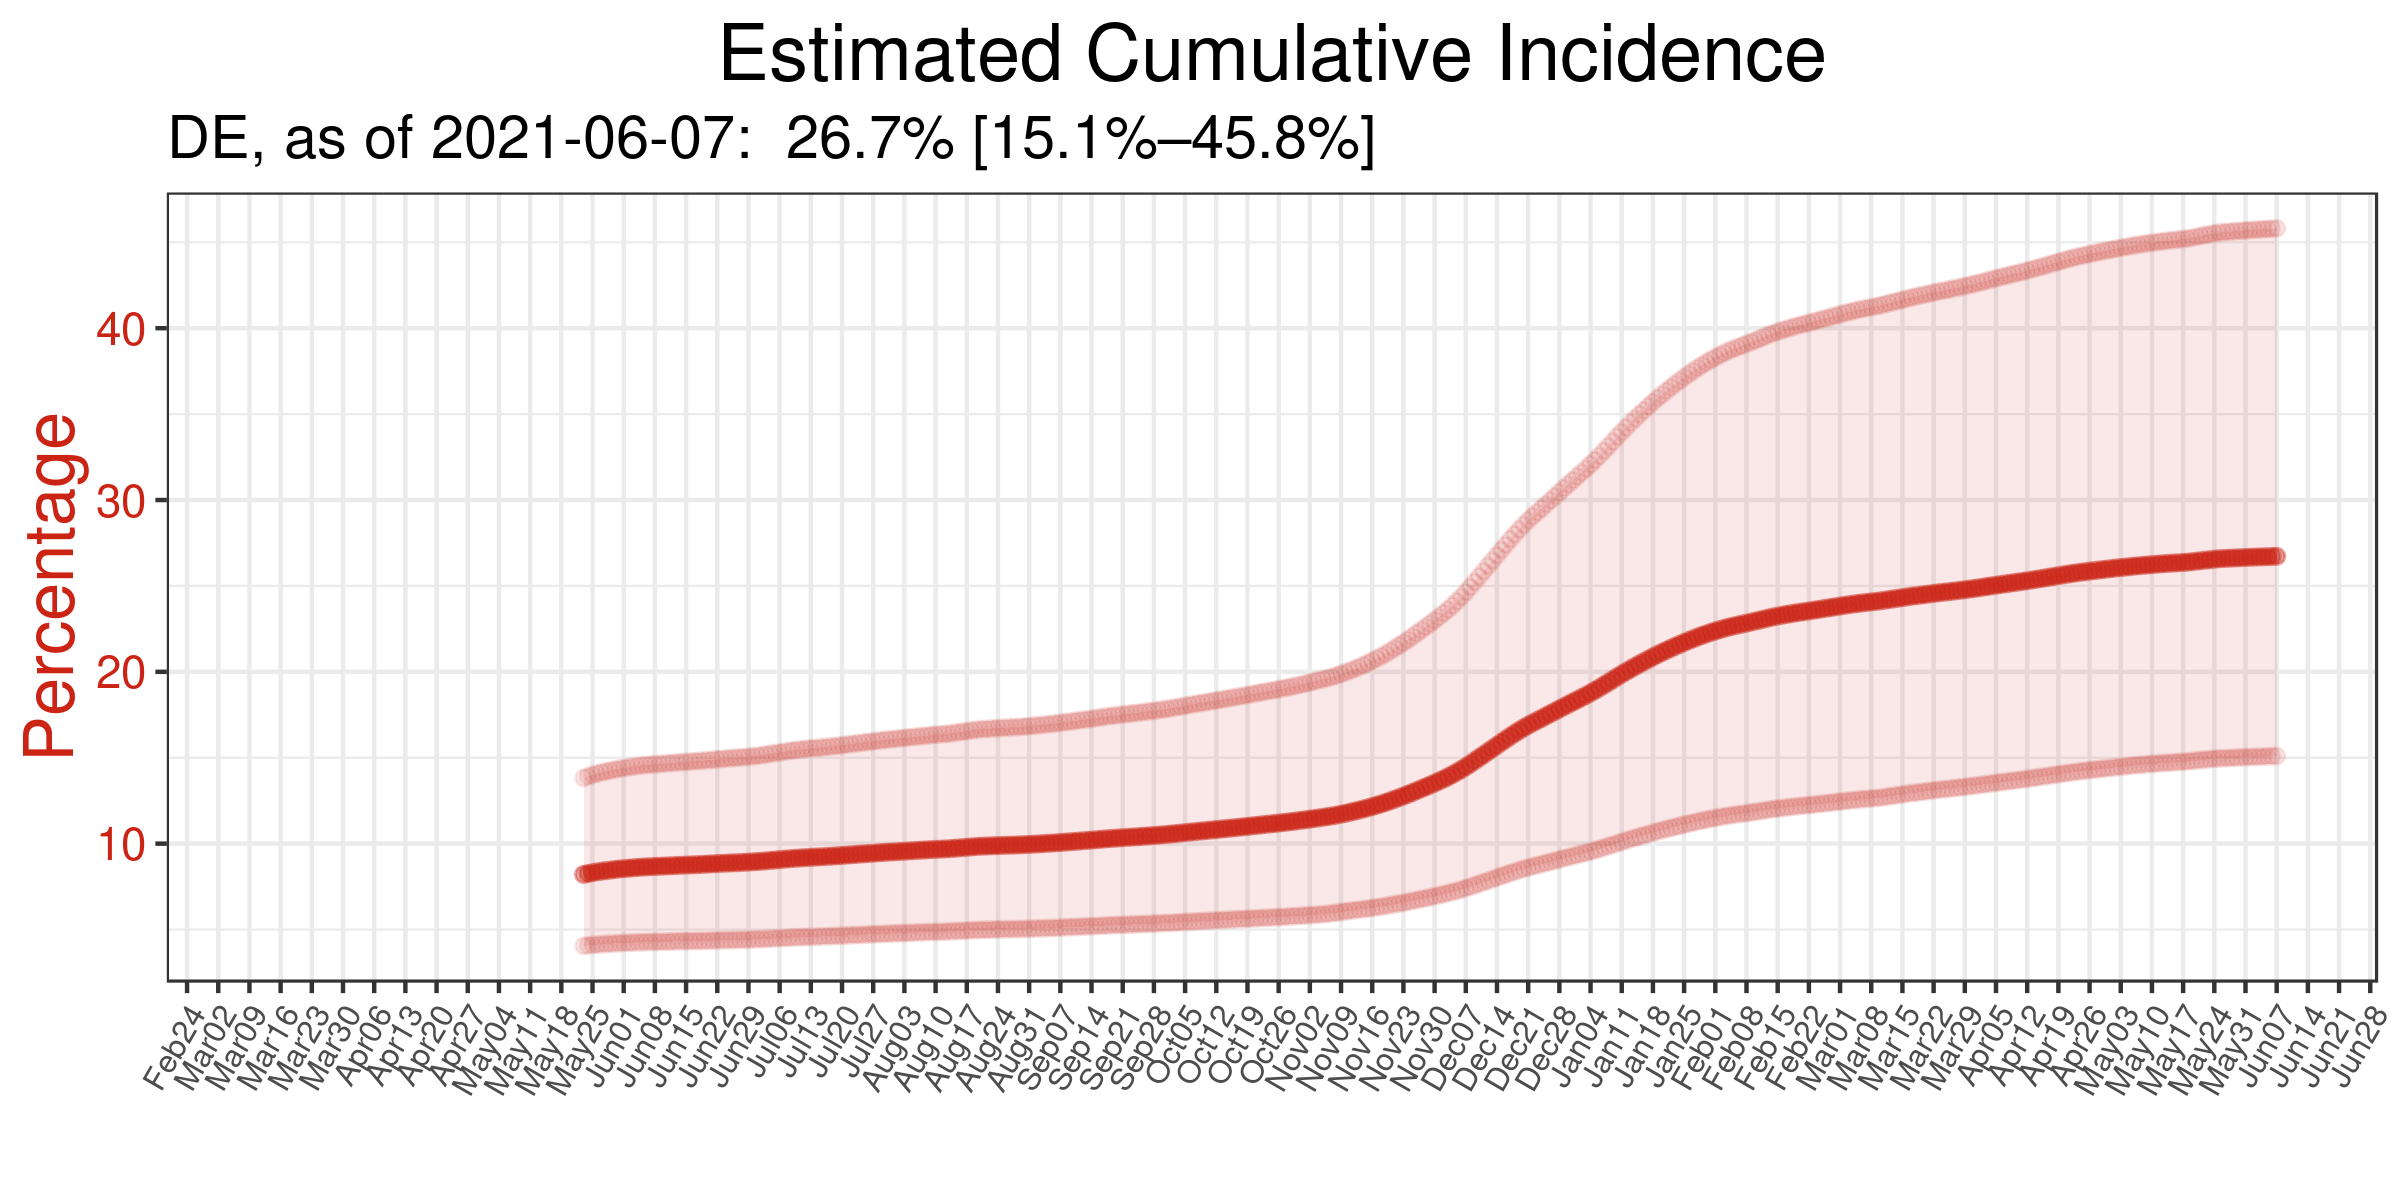 Estimated Cumulative Incidence
DE, as of 2021-06-07: 26.7% [15.1%–45.8%]
Percentage
40
30
20
10
Feb24 Mar02 Mar09 Mar16 Mar23 Mar30 Apr06 Apr13 Apr20 Apr27 May04 May11 May18 May25 Jun01 Jun08 Jun15 Jun22 Jun29 Jul06 Jul13 Jul20 Jul27 Aug03 Aug10 Aug17 Aug24 Aug31 Sep07 Sep14 Sep21 Sep28 Oct05 Oct12 Oct19 Oct26 Nov02 Nov09 Nov16 Nov23 Nov30 Dec07 Dec14 Dec21 Dec28 Jan04 Jan11 Jan18 Jan25 Feb01 Feb08 Feb15 Feb22 Mar01 Mar08 Mar15 Mar22 Mar29 Apr05 Apr12 Apr19 Apr26 May03 May10 May17 May24 May31 Jun07 Jun14 Jun21 Jun28